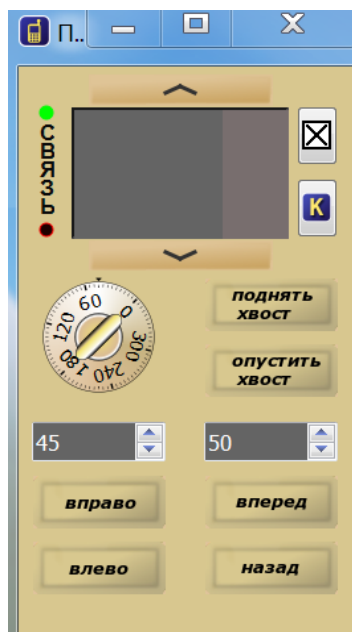 П..
СВЯЗЬ
K
0
60
120
180
240
300
поднять
хвост
опустить
хвост
45
50
вправо
вперед
влево
назад